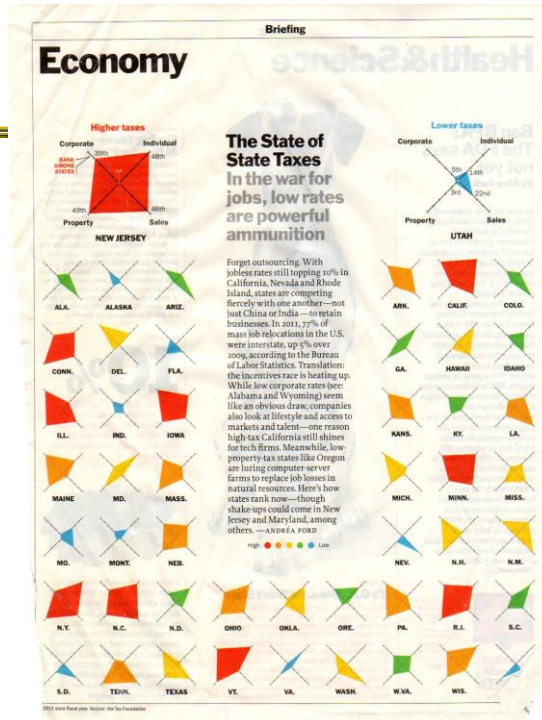 Briefing
Economy
Higher taxes
Corporate
Individual
RANK
AMONG
STATES
39th
48th
49th
46th
Property
Sales
NEW JERSEY
The State of
State Taxes
In the war for
jobs, low rates
are powerful
ammunition
Lower taxes
Corporate
Individual
5th
14th
3rd
22nd
Property
Sales
UTAH
Forget outsourcing. With
jobless rates still topping 10% in
California, Nevada and Rhode
Island, states are competing
fiercely with one another—not
just China or India—to retain
businesses. In 2011, 77% of
mass job relocations in the U.S.
were interstate, up 5% over
2009, according to the Bureau
of Labor Statistics. Translation:
the incentives race is heating up.
While low corporate rates (see:
Alabama and Wyoming) seem
like an obvious draw, companies
also look at lifestyle and access to
markets and talent—one reason
high-tax California still shines
for tech firms. Meanwhile, low-
property-tax states like Oregon
are luring computer-server
farms to replace job losses in
natural resources. Here's how
states rank now—though
shake-ups could come in New
Jersey and Maryland, among
others. —ANDRÉA FORD
High
Low
ALA. ALASKA ARIZ. ARK. CALIF. COLO.
CONN. DEL. FLA. GA. HAWAII IDAHO
ILL. IND. IOWA KANS. KY. LA.
MAINE MD. MASS. MICH. MINN. MISS.
MO. MONT. NEB. NEV. N.H. N.M.
N.Y. N.C. N.D. OHIO OKLA. ORE. PA. R.I. S.C.
S.D. TENN. TEXAS VT. VA. WASH. W.VA. WIS.
2012 state fiscal year. Source: the Tax Foundation